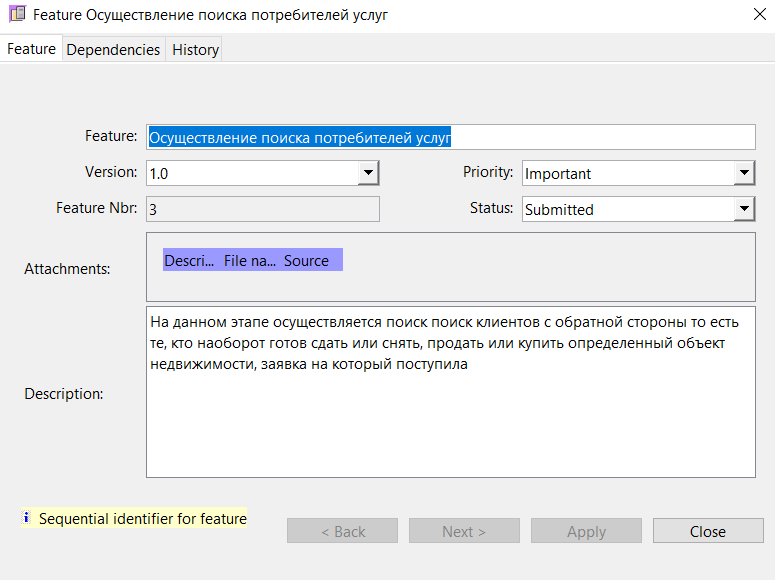 Feature Осуществление поиска потребителей услуг
Feature Dependencies History
Feature: Осуществление поиска потребителей услуг
Version: 1.0 Priority: Important
Feature Nbr: 3 Status: Submitted
Attachments: Descri... File na... Source
На данном этапе осуществляется поиск поиск клиентов с обратной стороны то есть
те, кто наоборот готов сдать или снять, продать или купить определенный объект
недвижимости, заявка на который поступила
Description:
Sequential identifier for feature
< Back Next > Apply Close